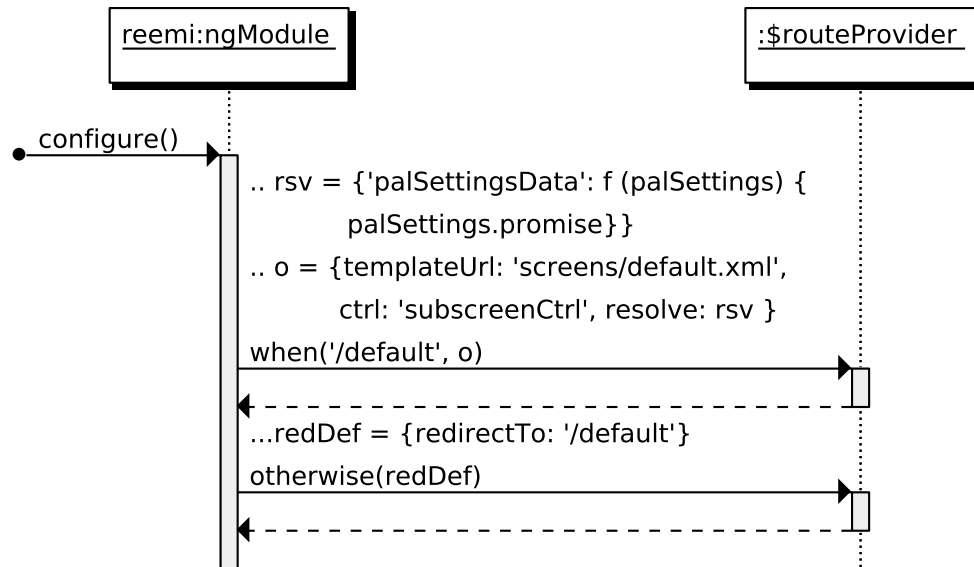 reemi:ngModule
:$routeProvider
configure()
.. rsv = {'palSettingsData': f (palSettings) {
palSettings.promise}}
.. o = {templateUrl: 'screens/default.xml',
ctrl: 'subscreenCtrl', resolve: rsv }
when('/default', o)
...redDef = {redirectTo: '/default'}
otherwise(redDef)